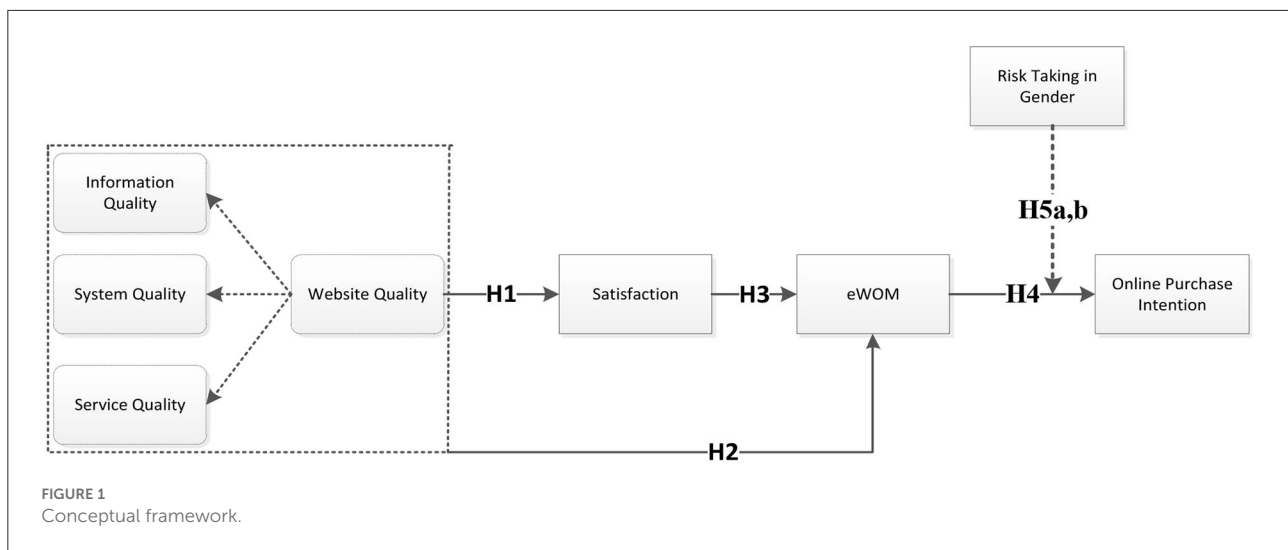 Risk Taking in
Gender
Information
Quality
H5a,b
System Quality
Website Quality
H1
Satisfaction
H3
eWOM
H4
Online Purchase
Intention
Service Quality
H2
FIGURE 1
Conceptual framework.